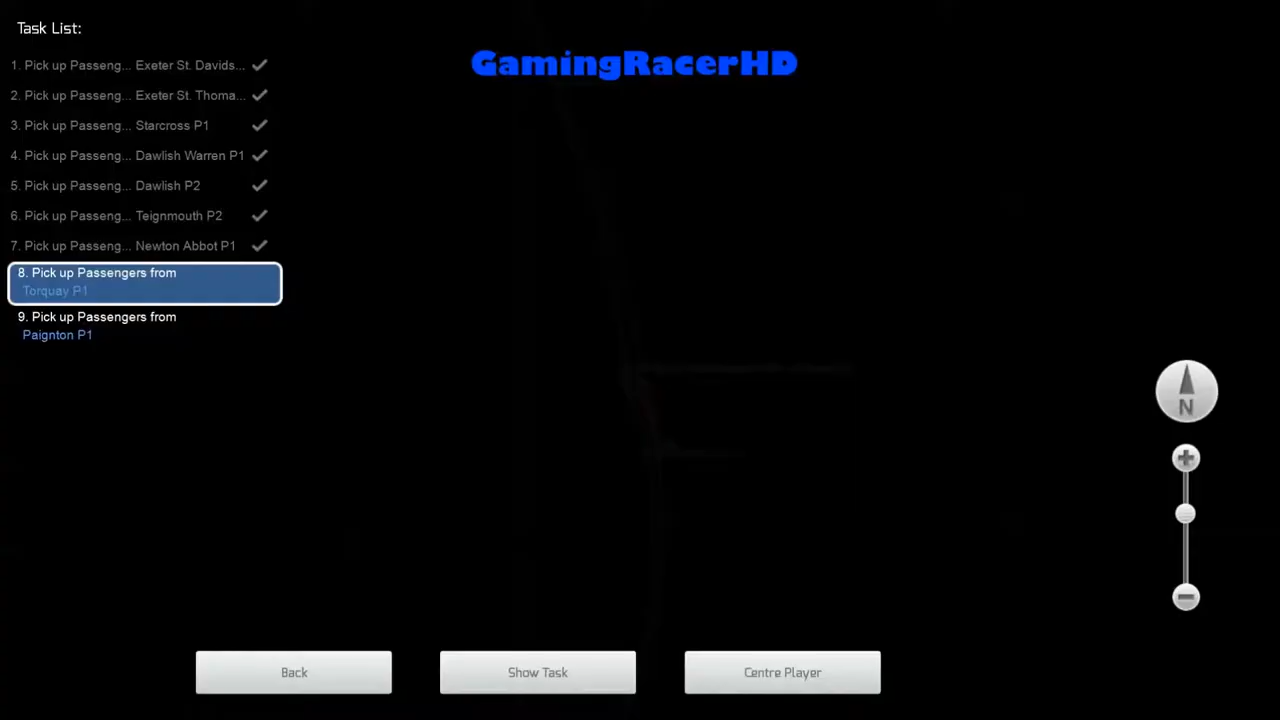 Task List:
GamingRacerHD
1. Pick up Passeng... Exeter St. Davids...
2. Pick up Passeng... Exeter St. Thoma...
3. Pick up Passeng... Starcross P1
4. Pick up Passeng... Dawlish Warren P1
5. Pick up Passeng... Dawlish P2
6. Pick up Passeng... Teignmouth P2
7. Pick up Passeng... Newton Abbot P1
8. Pick up Passengers from
Torquay P1
9. Pick up Passengers from
Paignton P1
N
Back
Show Task
Centre Player